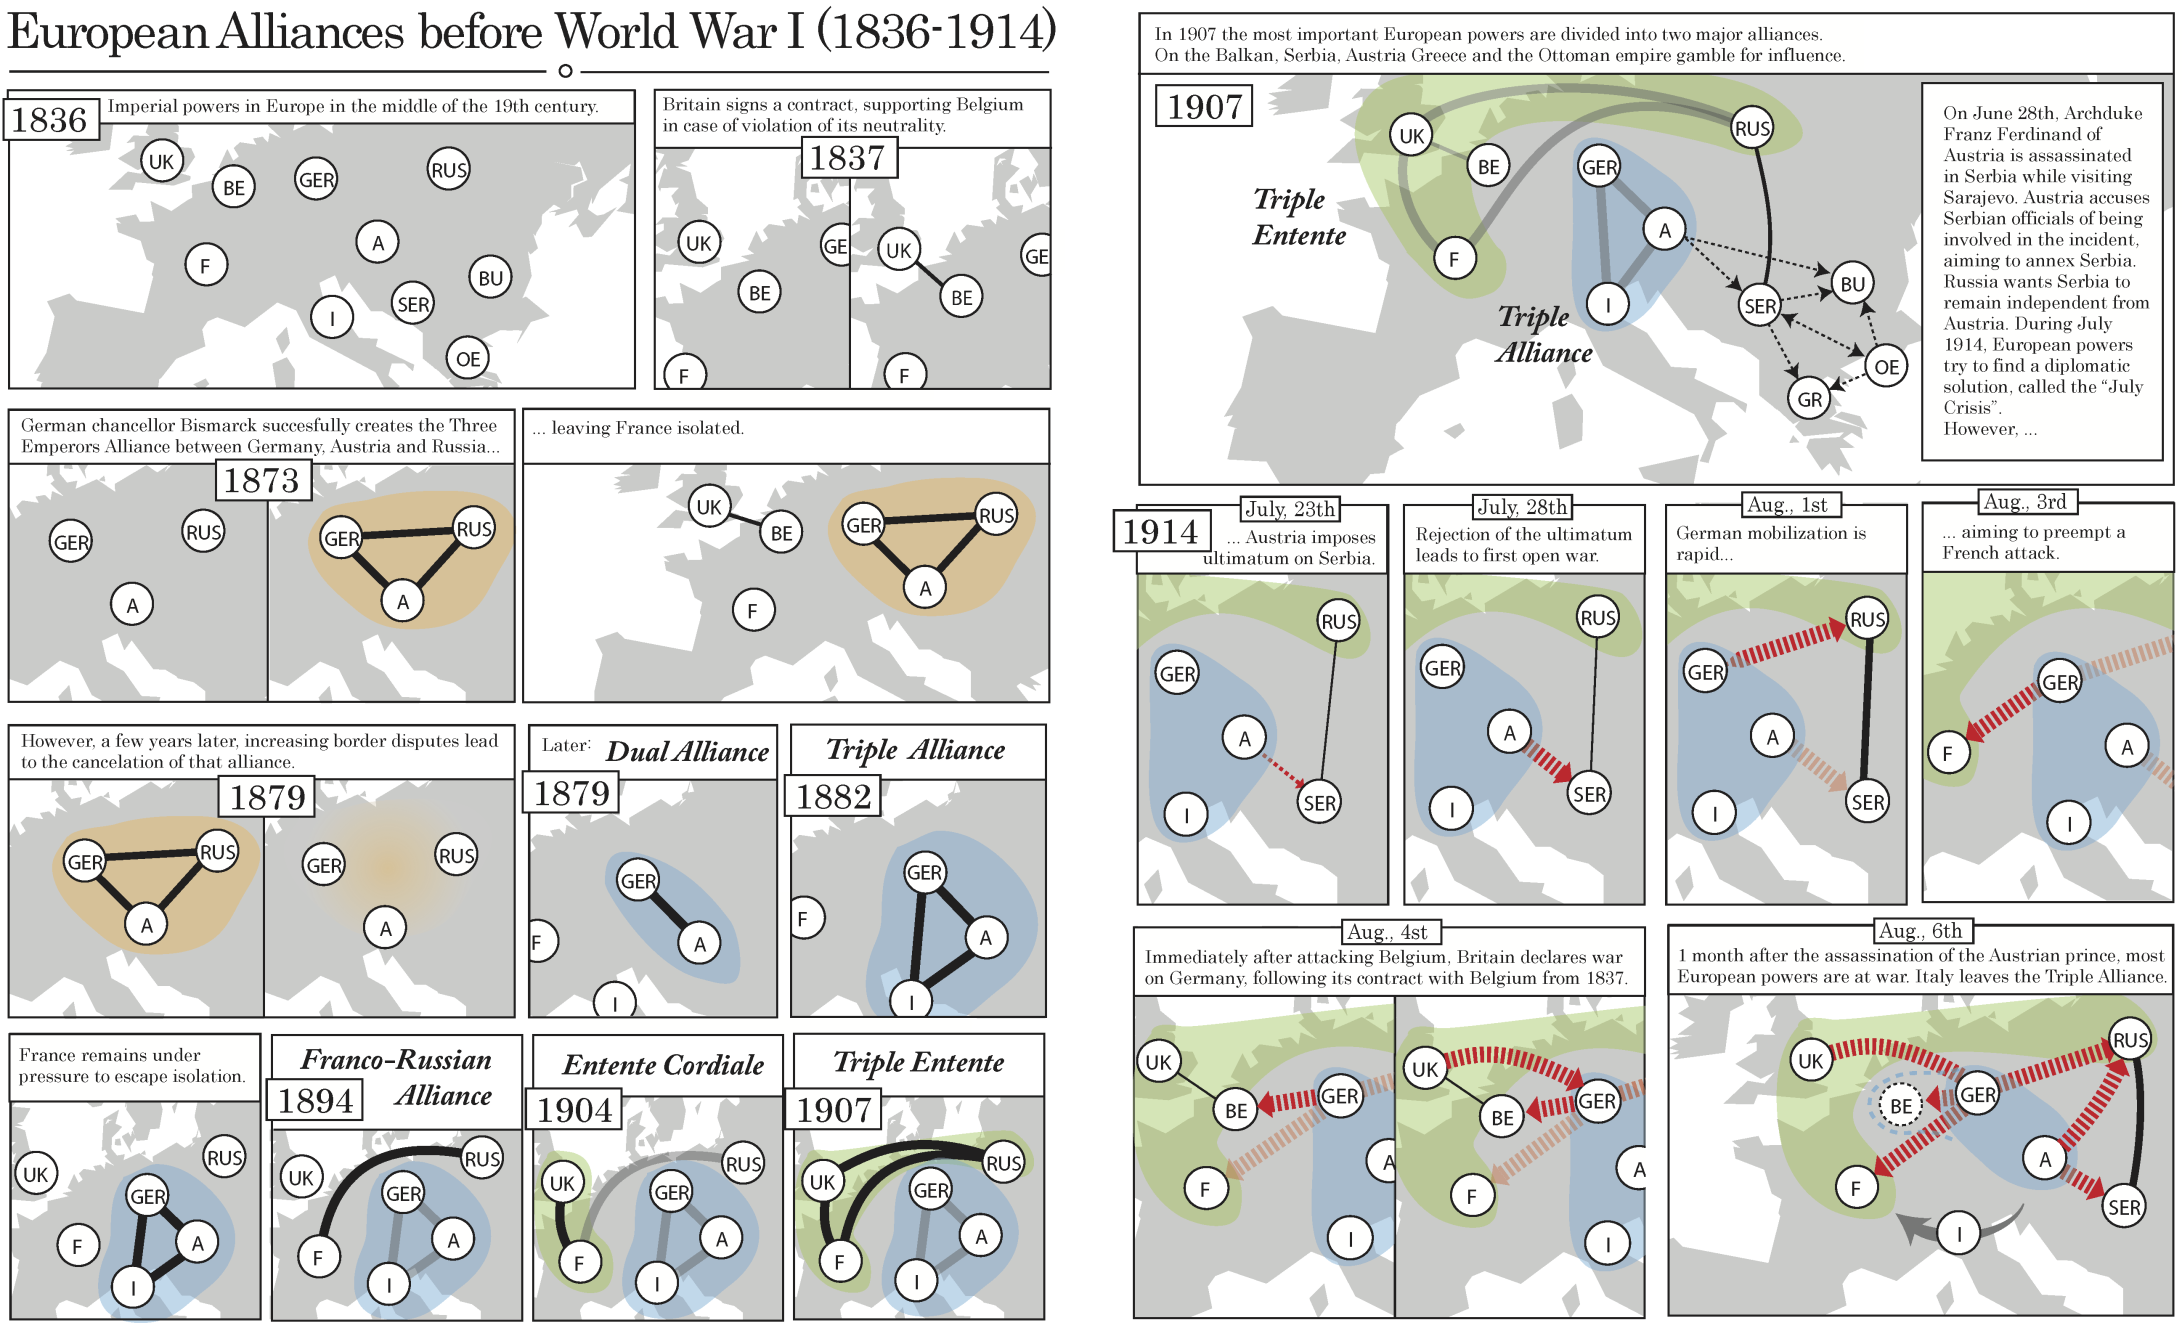 European Alliances before World War I (1836-1914)
1836
Imperial powers in Europe in the middle of the 19th century.
UK
BE
GER
RUS
F
A
BU
SER
I
OE
Britain signs a contract, supporting Belgium
in case of violation of its neutrality.
1837
UK
GE
BE
F
UK
GE
BE
F
German chancellor Bismarck succesfully creates the Three
Emperors Alliance between Germany, Austria and Russia...
1873
GER
RUS
A
GER
RUS
A
... leaving France isolated.
UK
BE
GER
RUS
A
F
However, a few years later, increasing border disputes lead
to the cancelation of that alliance.
1879
GER
RUS
A
GER
RUS
A
Later: Dual Alliance
1879
GER
F
A
I
Triple Alliance
1882
F
GER
A
I
France remains under
pressure to escape isolation.
UK
RUS
GER
F
A
I
Franco-Russian
Alliance
1894
UK
RUS
GER
F
A
I
Entente Cordiale
1904
UK
RUS
GER
F
A
I
Triple Entente
1907
UK
RUS
GER
F
A
I
In 1907 the most important European powers are divided into two major alliances.
On the Balkan, Serbia, Austria Greece and the Ottoman empire gamble for influence.
1907
UK
BE
GER
RUS
Triple
Entente
A
F
I
Triple
Alliance
SER
BU
OE
GR
On June 28th, Archduke
Franz Ferdinand of
Austria is assassinated
in Serbia while visiting
Sarajevo. Austria accuses
Serbian officials of being
involved in the incident,
aiming to annex Serbia.
Russia wants Serbia to
remain independent from
Austria. During July
1914, European powers
try to find a diplomatic
solution, called the “July
Crisis”.
However, ...
1914
July, 23th
... Austria imposes
ultimatum on Serbia.
RUS
GER
A
I
SER
July, 28th
Rejection of the ultimatum
leads to first open war.
RUS
GER
A
I
SER
Aug., 1st
German mobilization is
rapid...
RUS
GER
A
I
SER
Aug., 3rd
... aiming to preempt a
French attack.
GER
F
A
I
Aug., 4st
Immediately after attacking Belgium, Britain declares war
on Germany, following its contract with Belgium from 1837.
UK
BE
GER
A
F
I
UK
BE
GER
A
F
I
Aug., 6th
1 month after the assassination of the Austrian prince, most
European powers are at war. Italy leaves the Triple Alliance.
UK
RUS
BE
GER
A
F
SER
I